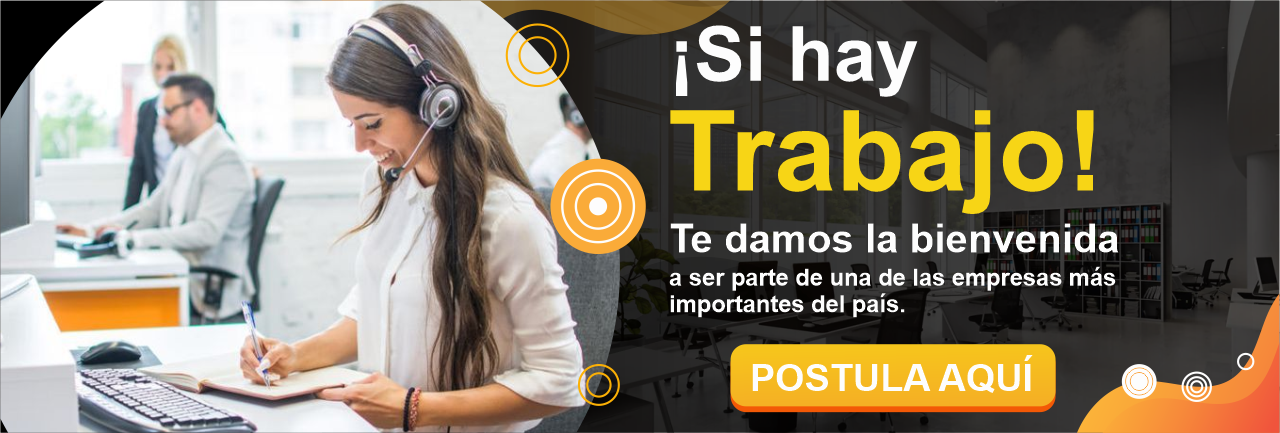 ¡Si hay
Trabajo!
Te damos la bienvenida
a ser parte de una de las empresas más
importantes del país.
POSTULA AQUÍ